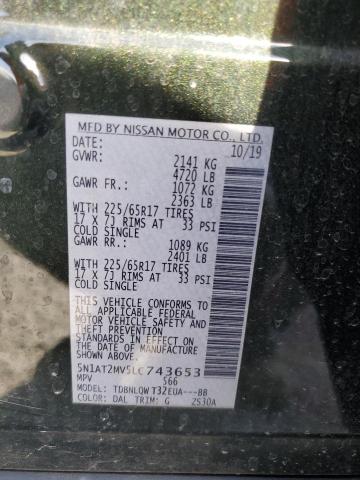 MFD BY NISSAN MOTOR CO., LTD.
DATE: 10/19
GVWR: 2141 KG
4720 LB
GAWR FR.: 1072 KG
2363 LB
WITH 225/65R17 TIRES
17 X 7J RIMS AT 33 PSI
COLD SINGLE
GAWR RR.: 1089 KG
2401 LB
WITH 225/65R17 TIRES
17 X 7J RIMS AT 33 PSI
COLD SINGLE
THIS VEHICLE CONFORMS TO
ALL APPLICABLE FEDERAL
MOTOR VEHICLE SAFETY AND
THEFT PREVENTION
STANDARDS IN EFFECT ON
THE DATE OF MANUFACTURE
SHOWN ABOVE.
5N1AT2MV5LC743653
MPV 566
MODEL: TDBNLQW T32EUA---BB
COLOR: DAL TRIM: G 2S30A